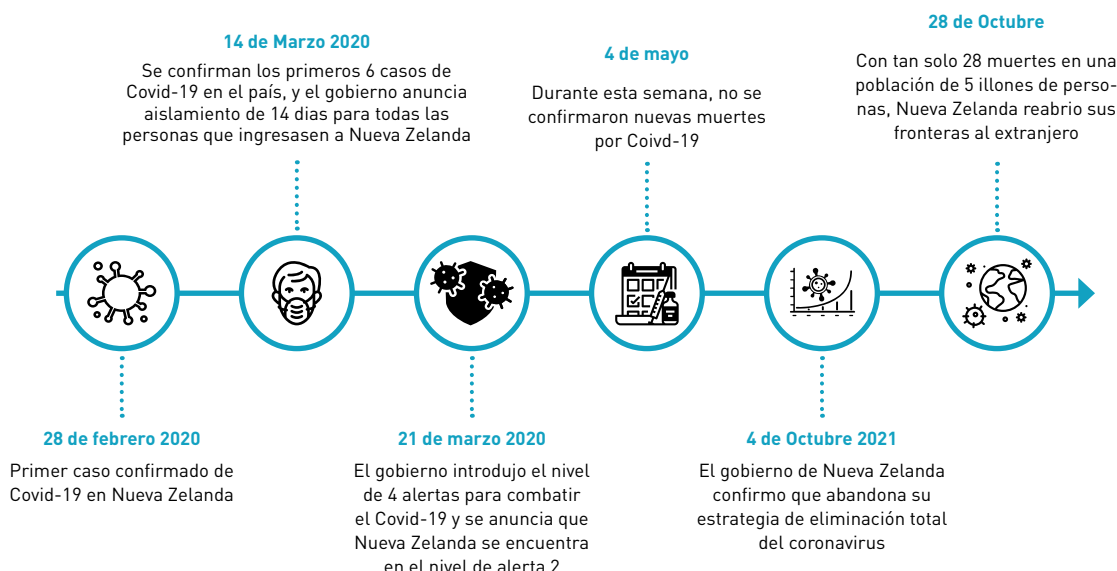 14 de Marzo 2020
Se confirman los primeros 6 casos de
Covid-19 en el país, y el gobierno anuncia
aislamiento de 14 dias para todas las
personas que ingresasen a Nueva Zelanda
4 de mayo
Durante esta semana, no se
confirmaron nuevas muertes
por Coivd-19
28 de Octubre
Con tan solo 28 muertes en una
población de 5 illones de perso-
nas, Nueva Zelanda reabrio sus
fronteras al extranjero
28 de febrero 2020
Primer caso confirmado de
Covid-19 en Nueva Zelanda
21 de marzo 2020
El gobierno introdujo el nivel
de 4 alertas para combatir
el Covid-19 y se anuncia que
Nueva Zelanda se encuentra
en el nivel de alerta 2
4 de Octubre 2021
El gobierno de Nueva Zelanda
confirmo que abandona su
estrategia de eliminación total
del coronavirus